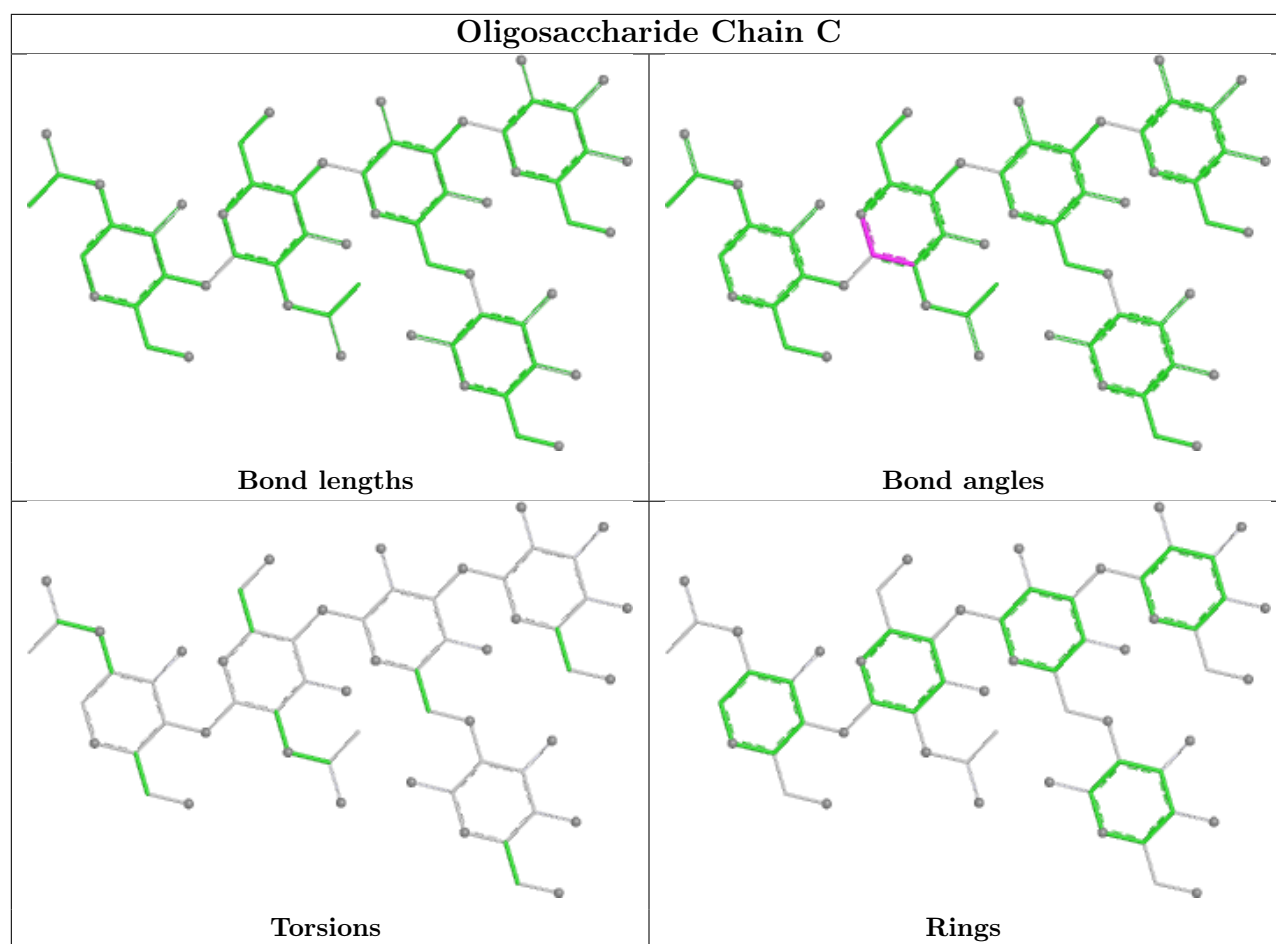 Oligosaccharide Chain C
Bond lengths
Bond angles
Torsions
Rings